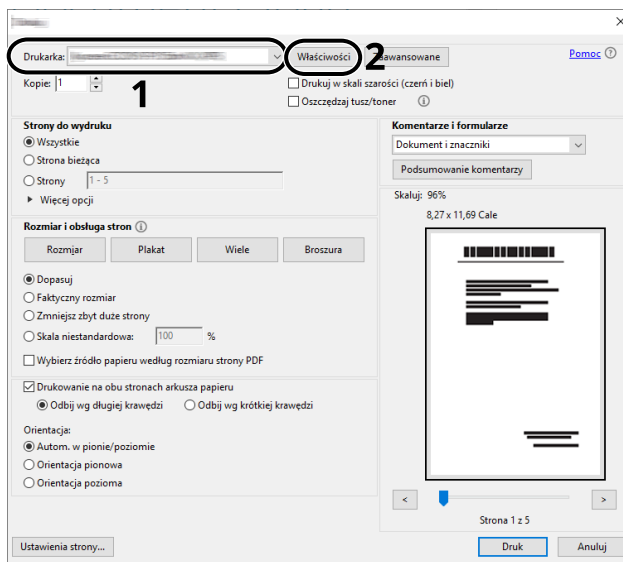 Drukarka:
Właściwości
2
Zaawansowane
Pomoc
Kopie: 1
1
Drukuj w skali szarości (czerń i biel)
Oszczędzaj tusz/toner
Strony do wydruku
Wszystkie
Strona bieżąca
Strony 1 - 5
Więcej opcji
Komentarze i formularze
Dokument i znaczniki
Podsumowanie komentarzy
Skaluj: 96%
8,27 x 11,69 Cale
Rozmiar i obsługa stron
Rozmiar Plakat Wiele Broszura
Dopasuj
Faktyczny rozmiar
Zmniejsz zbyt duże strony
Skala niestandardowa: 100 %
Wybierz źródło papieru według rozmiaru strony PDF
Drukowanie na obu stronach arkusza papieru
Odbij wg długiej krawędzi Odbij wg krótkiej krawędzi
Orientacja:
Autom. w pionie/poziomie
Orientacja pionowa
Orientacja pozioma
< >
Strona 1 z 5
Ustawienia strony... Druk Anuluj